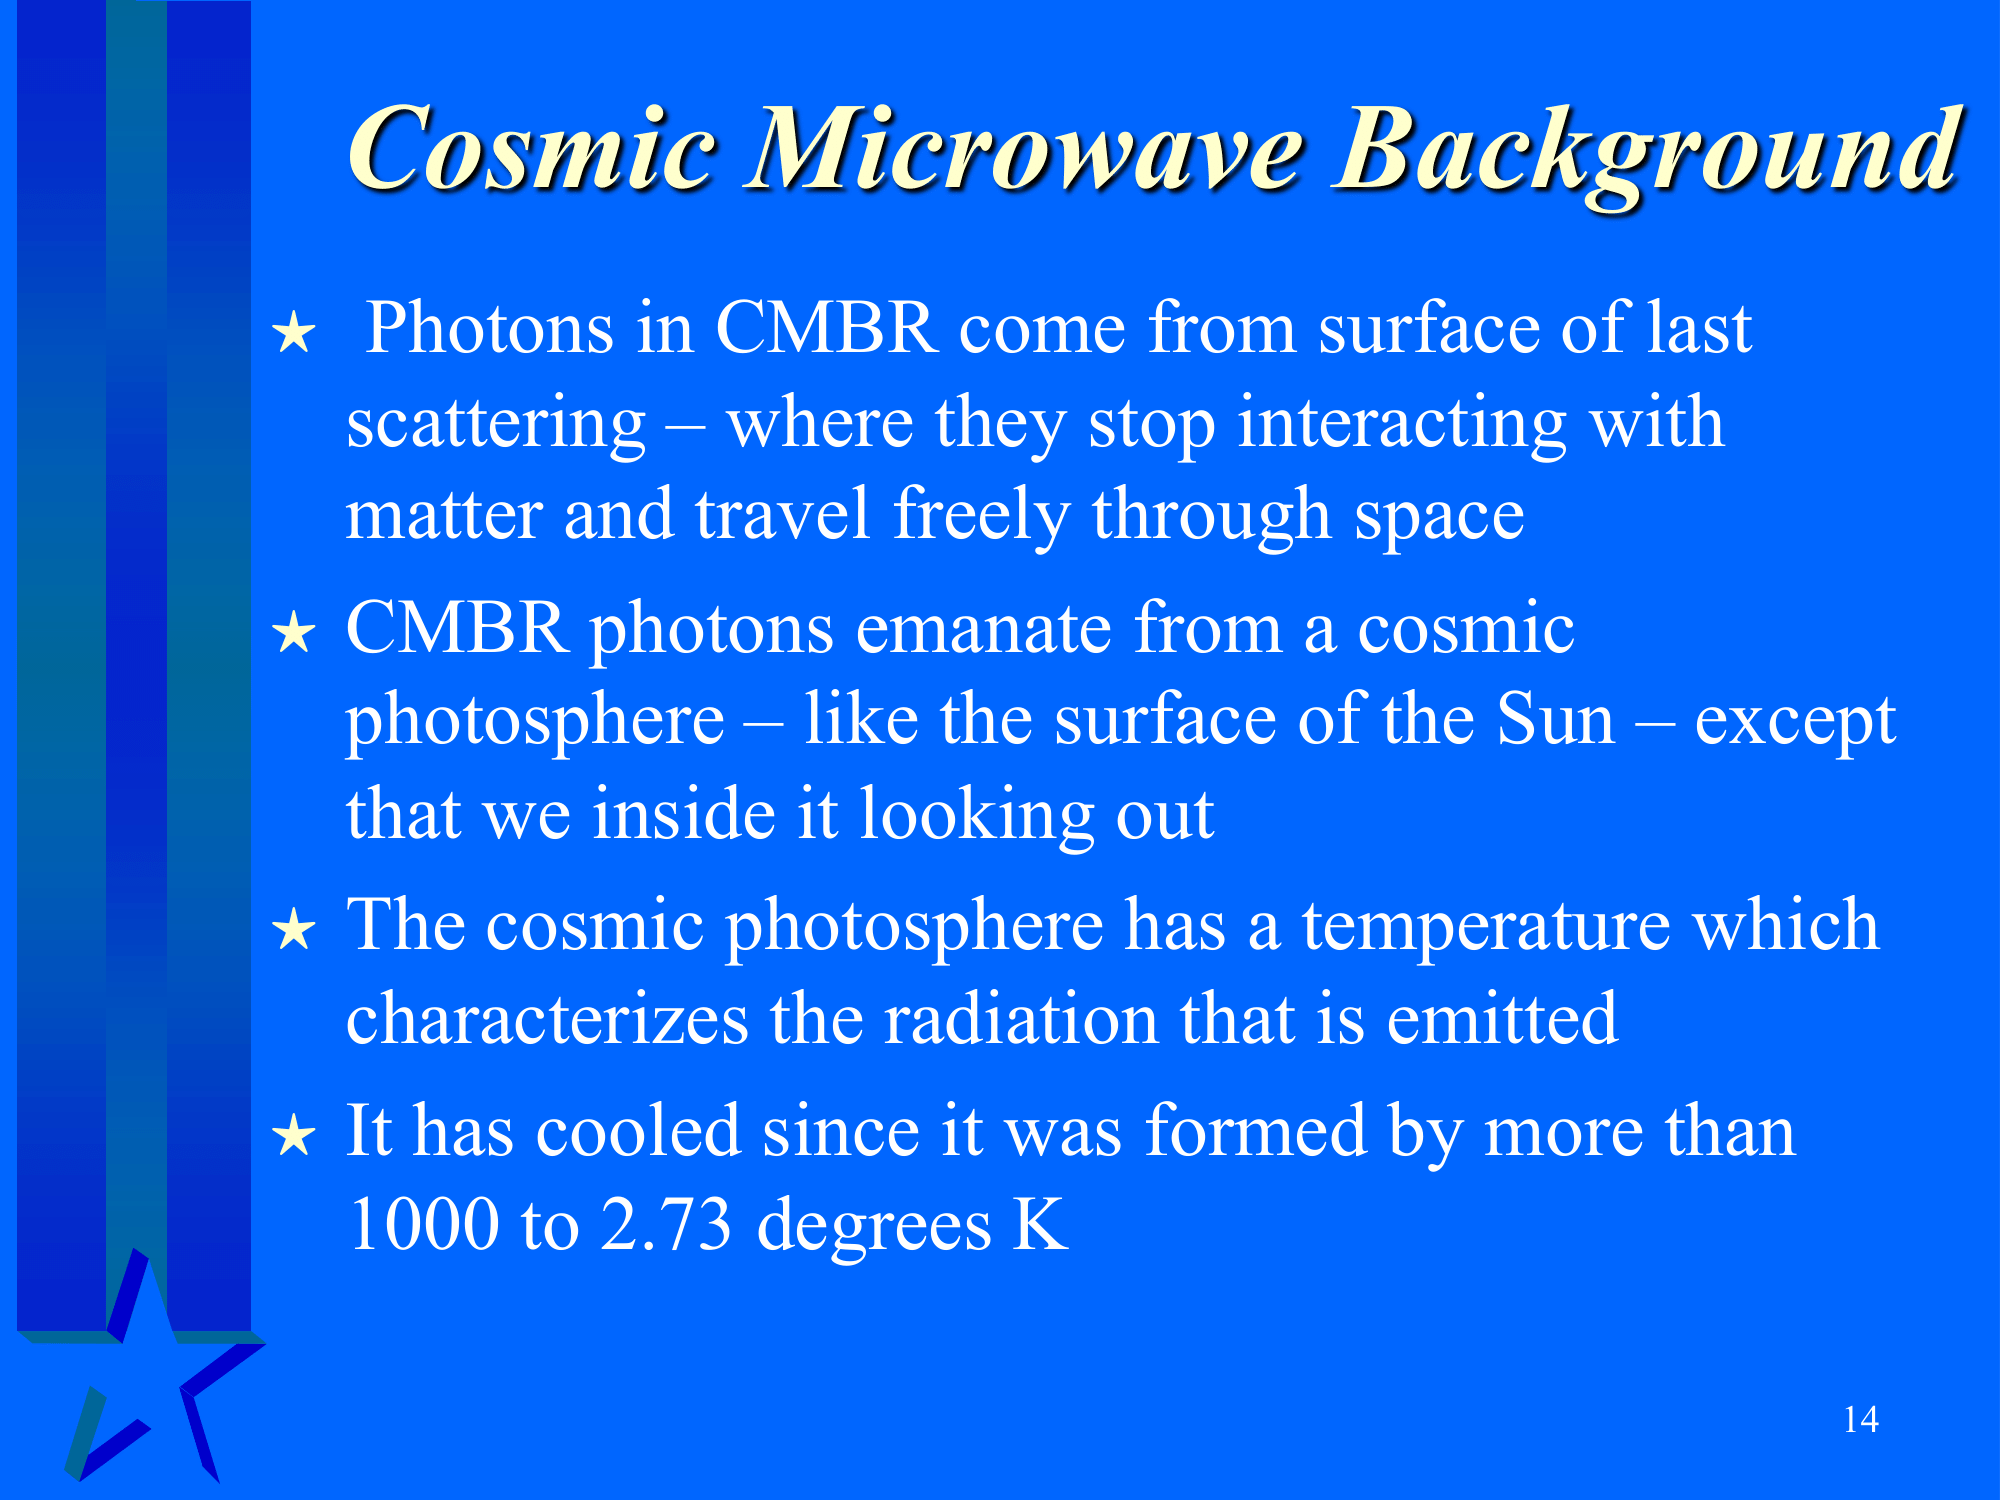 Cosmic Microwave Background
Photons in CMBR come from surface of last
scattering – where they stop interacting with
matter and travel freely through space
CMBR photons emanate from a cosmic
photosphere – like the surface of the Sun – except
that we inside it looking out
The cosmic photosphere has a temperature which
characterizes the radiation that is emitted
It has cooled since it was formed by more than
1000 to 2.73 degrees K
14